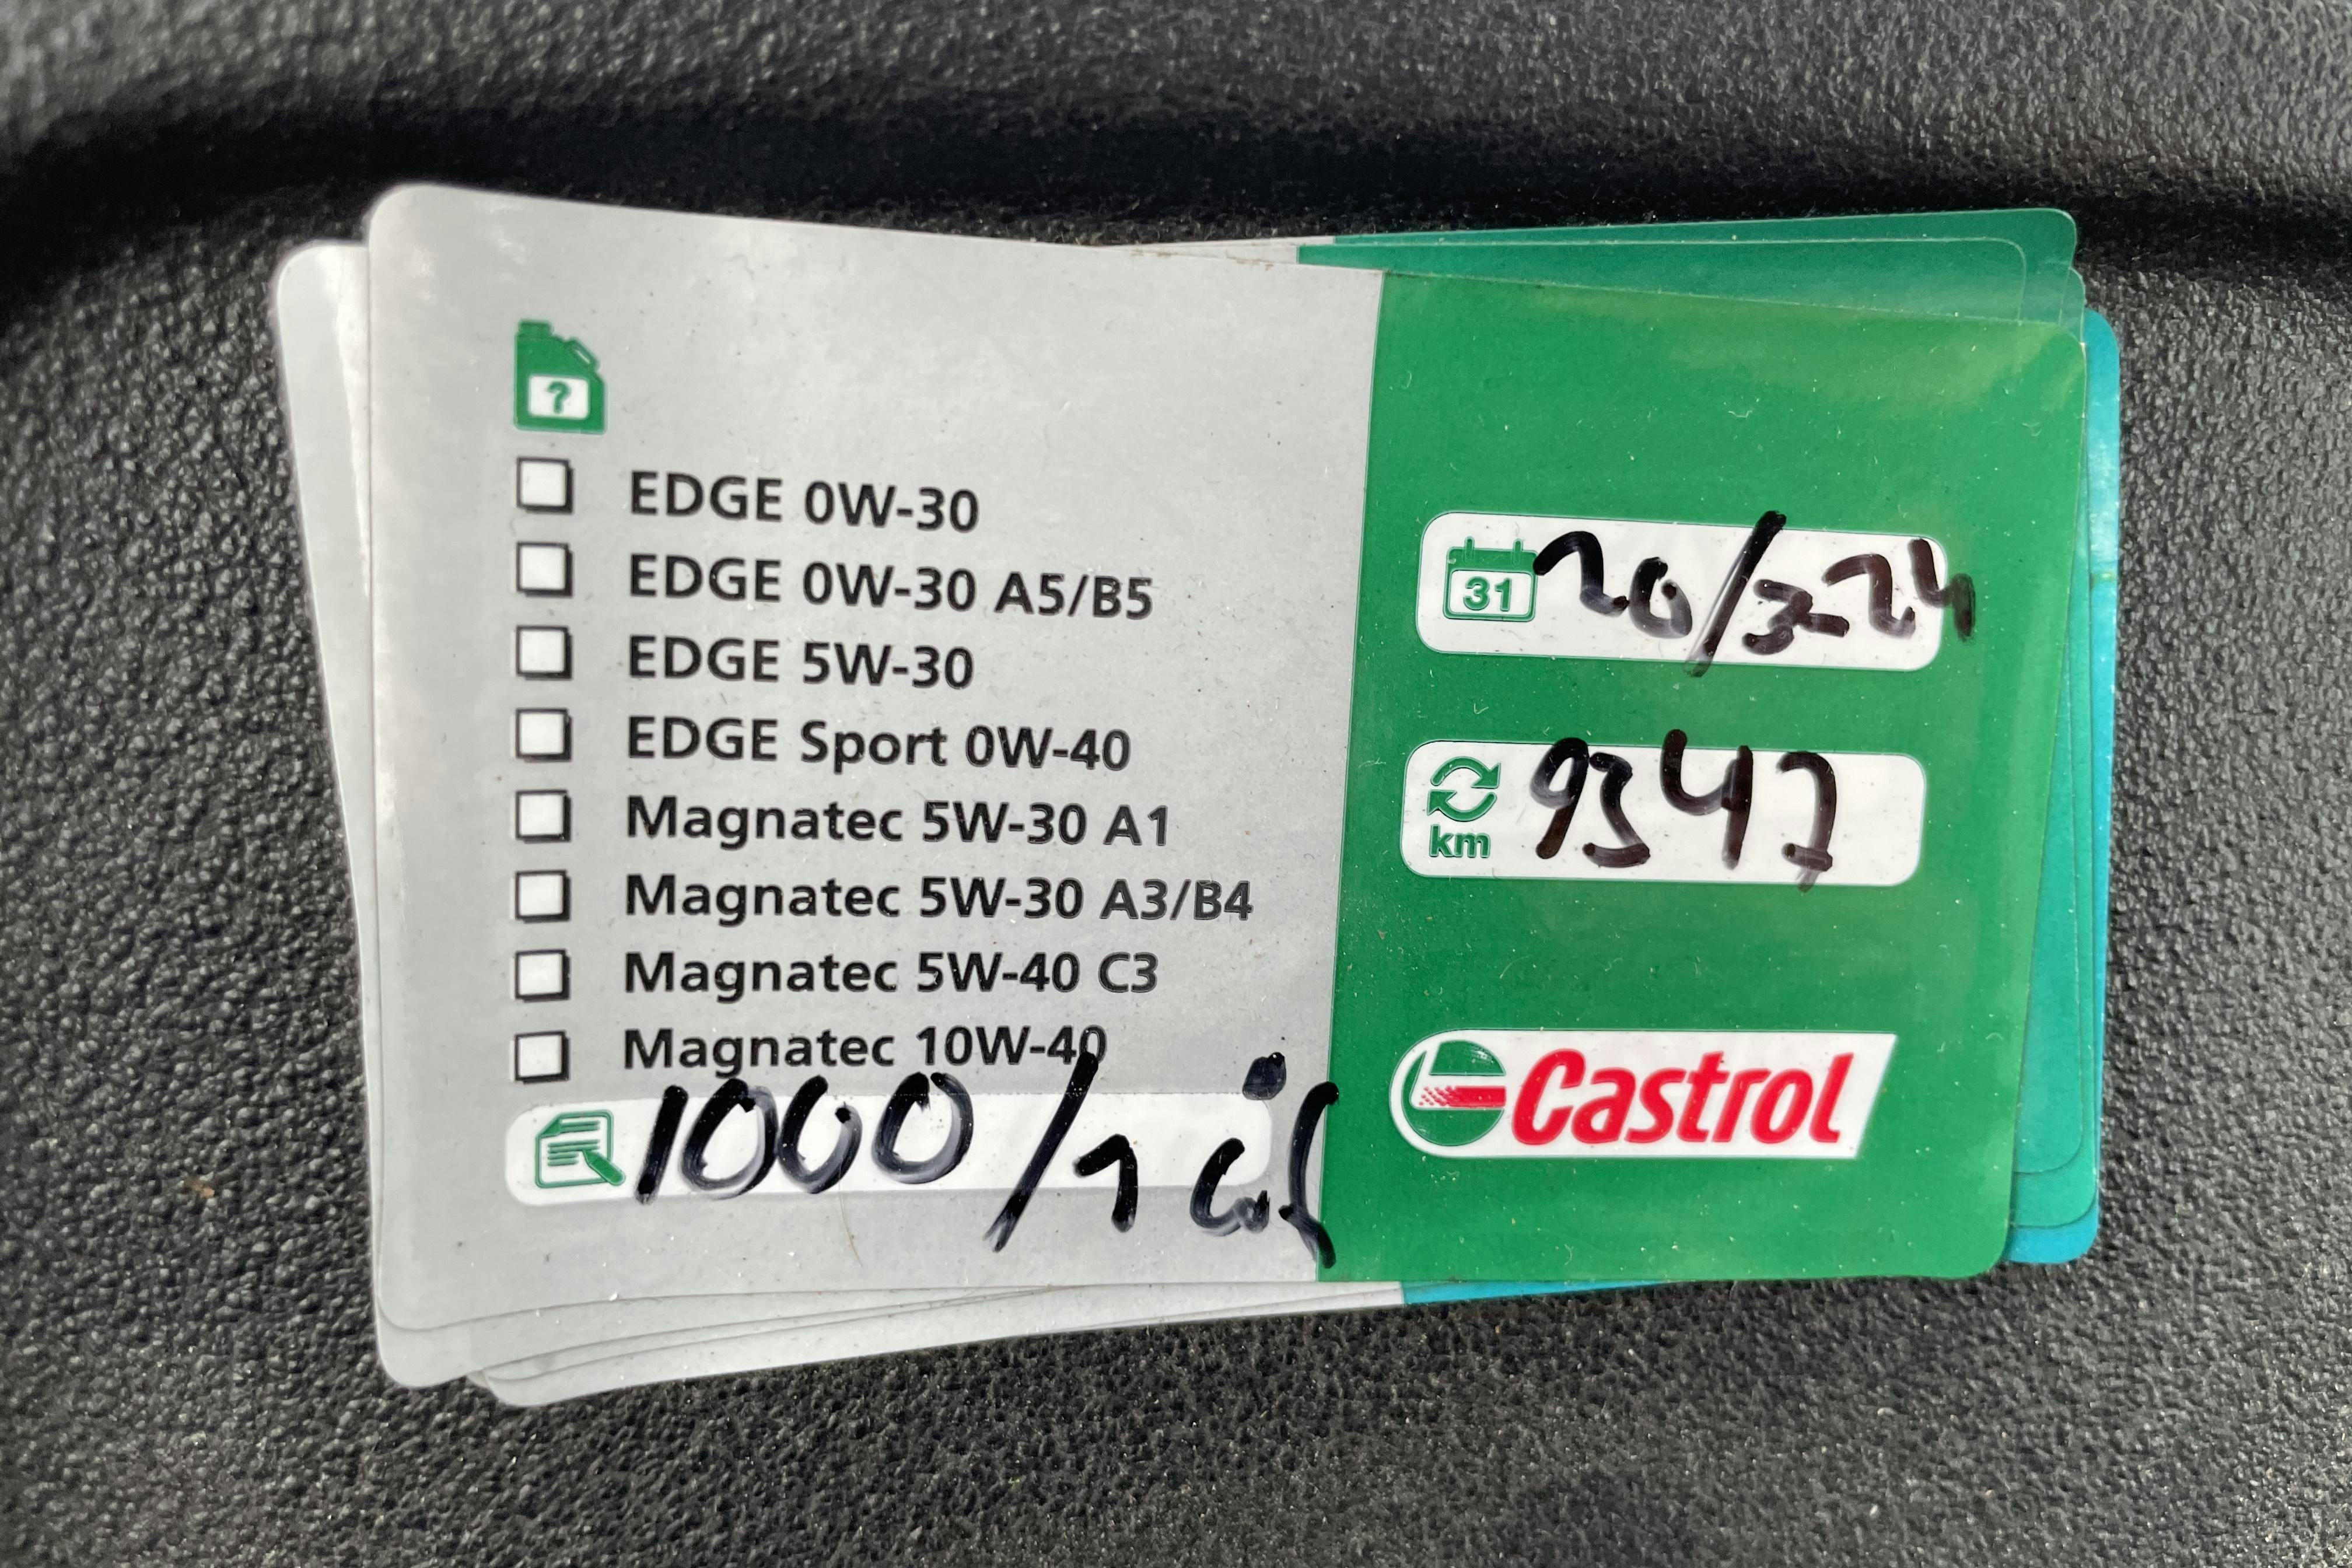 ?
EDGE 0W-30
EDGE 0W-30 A5/B5
EDGE 5W-30
EDGE Sport 0W-40
Magnatec 5W-30 A1
Magnatec 5W-30 A3/B4
Magnatec 5W-40 C3
Magnatec 10W-40
1000/1 år
31 20/3-24
km 9347
Castrol